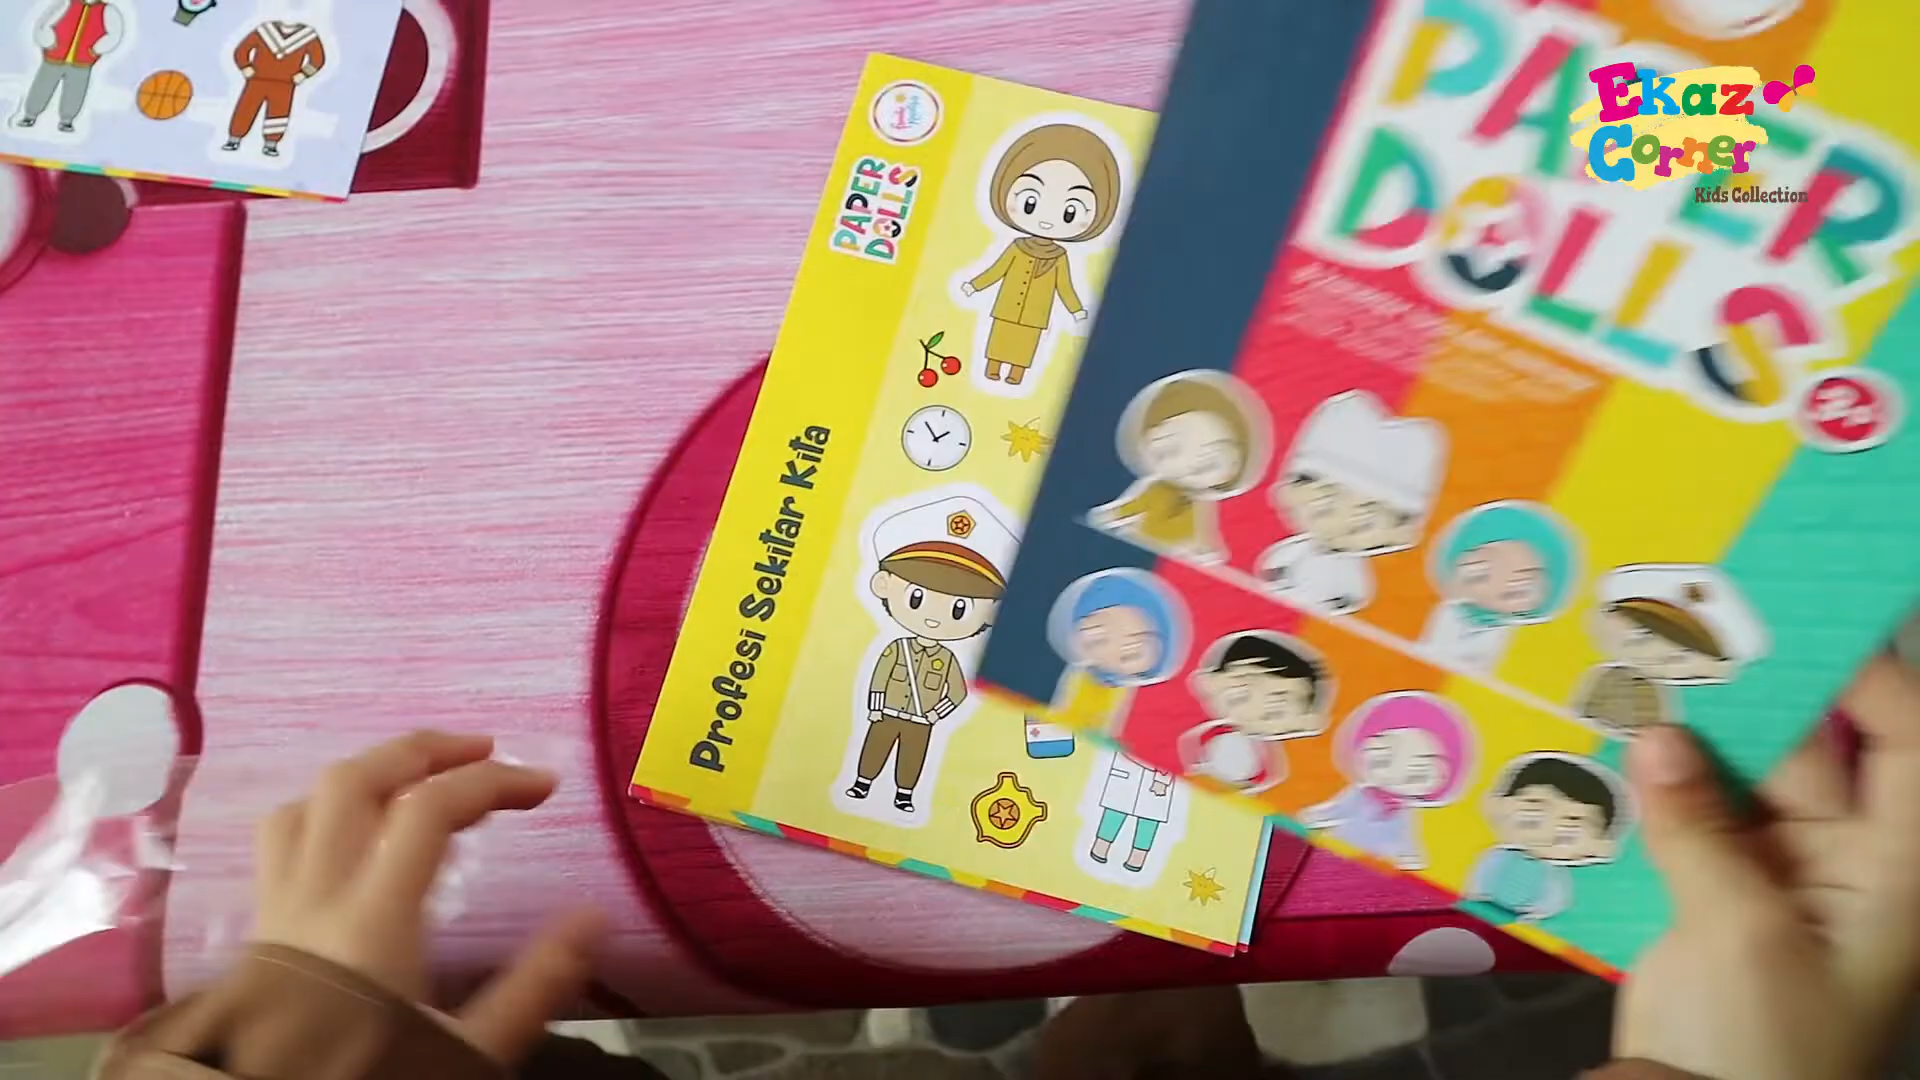 PAPER
DOLLS
Profesi Sekitar Kita
PAPER
DOLLS
Ekaz
Corner
Kids Collection